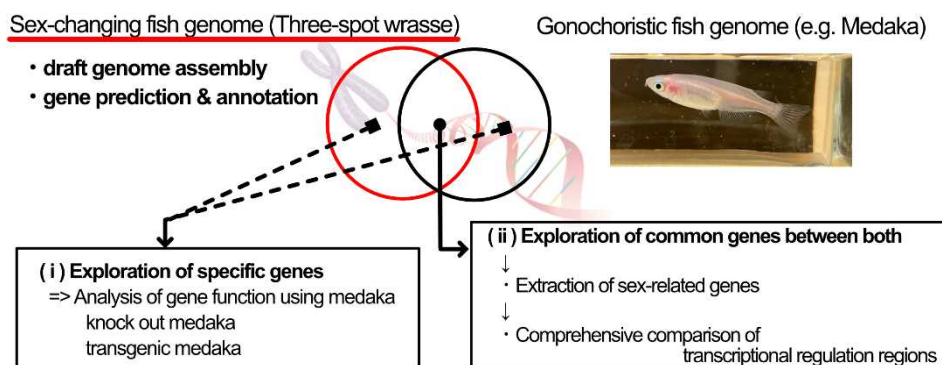 Sex-changing fish genome (Three-spot wrasse)
・draft genome assembly
・gene prediction & annotation
Gonochoristic fish genome (e.g. Medaka)
( i ) Exploration of specific genes
=> Analysis of gene function using medaka
knock out medaka
transgenic medaka
( ii ) Exploration of common genes between both
↓
・Extraction of sex-related genes
↓
・Comprehensive comparison of
transcriptional regulation regions